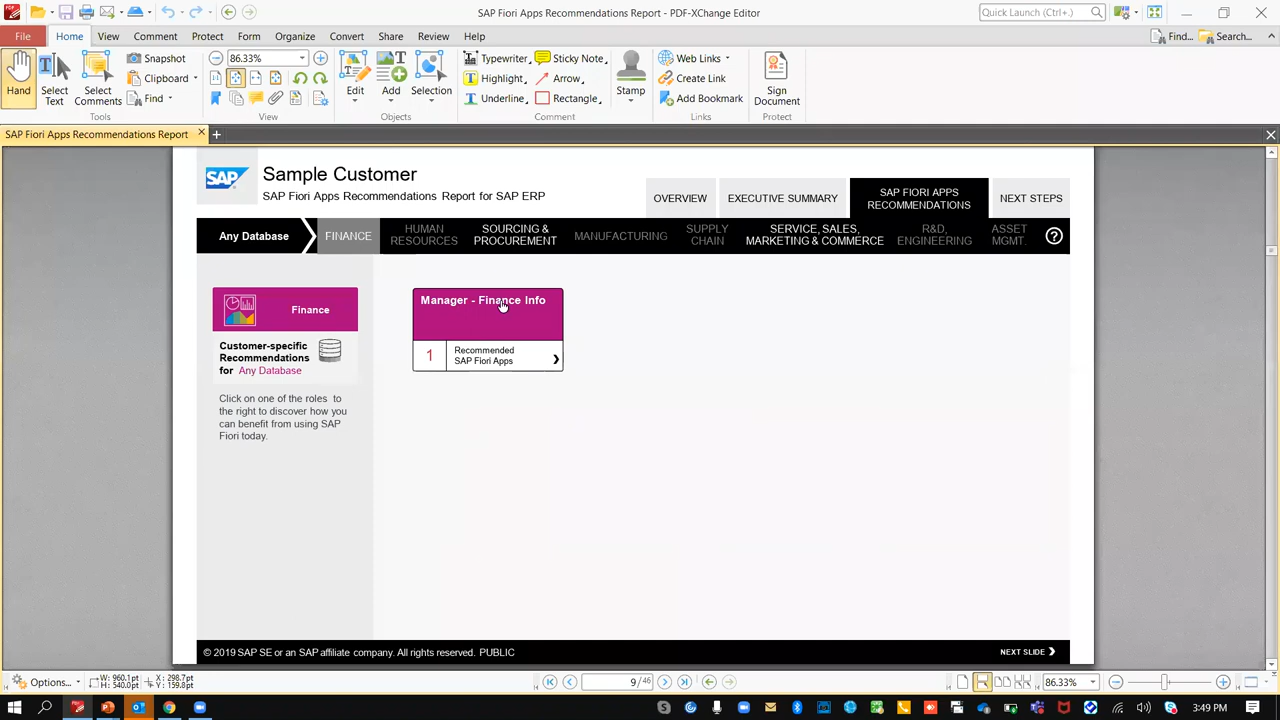 SAP Fiori Apps Recommendations Report - PDF-XChange Editor
Quick Launch (Ctrl+.)
File
Home
View
Comment
Protect
Form
Organize
Convert
Share
Review
Help
Find...
Search...
Hand
Select
Text
Select
Comments
Snapshot
Clipboard
Find
Tools
86.33%
View
Edit
Add
Selection
Objects
Typewriter
Highlight
Underline
Sticky Note
Arrow
Rectangle
Stamp
Comment
Web Links
Create Link
Add Bookmark
Links
Sign
Document
Protect
SAP Fiori Apps Recommendations Report
SAP
Sample Customer
SAP Fiori Apps Recommendations Report for SAP ERP
OVERVIEW
EXECUTIVE SUMMARY
SAP FIORI APPS
RECOMMENDATIONS
NEXT STEPS
Any Database
FINANCE
HUMAN
RESOURCES
SOURCING &
PROCUREMENT
MANUFACTURING
SUPPLY
CHAIN
SERVICE, SALES,
MARKETING & COMMERCE
R&D,
ENGINEERING
ASSET
MGMT.
?
Finance
Customer-specific
Recommendations
for Any Database
Click on one of the roles to
the right to discover how you
can benefit from using SAP
Fiori today.
Manager - Finance Info
1
Recommended
SAP Fiori Apps
© 2019 SAP SE or an SAP affiliate company. All rights reserved. PUBLIC
NEXT SLIDE
Options...
W: 960.1pt
H: 540.0pt
X: 298.7pt
Y: 159.8pt
9/46
86.33%
3:49 PM